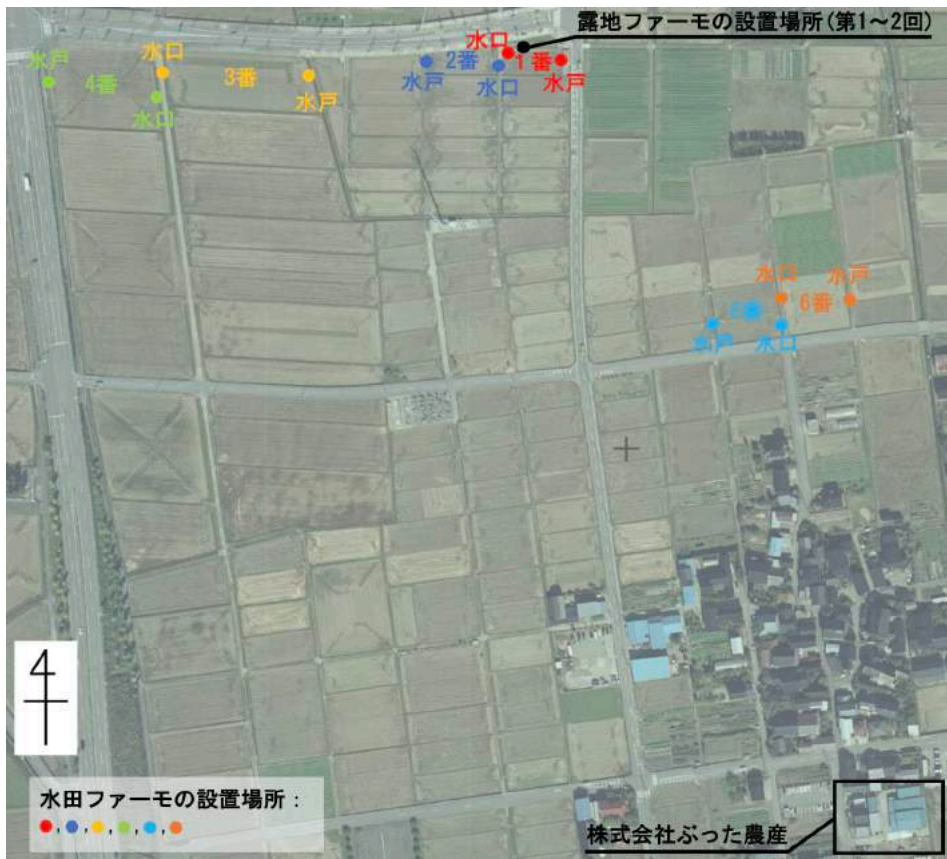 露地ファーモの設置場所(第1～2回)
水口
水戸 水口 3番 2番 1番
4番 水戸 水口 水戸
水口 水戸
水口 水戸
6番
5番
水戸 水口
4
水田ファーモの設置場所：
●,●,●,●,●,●
株式会社ぶった農産